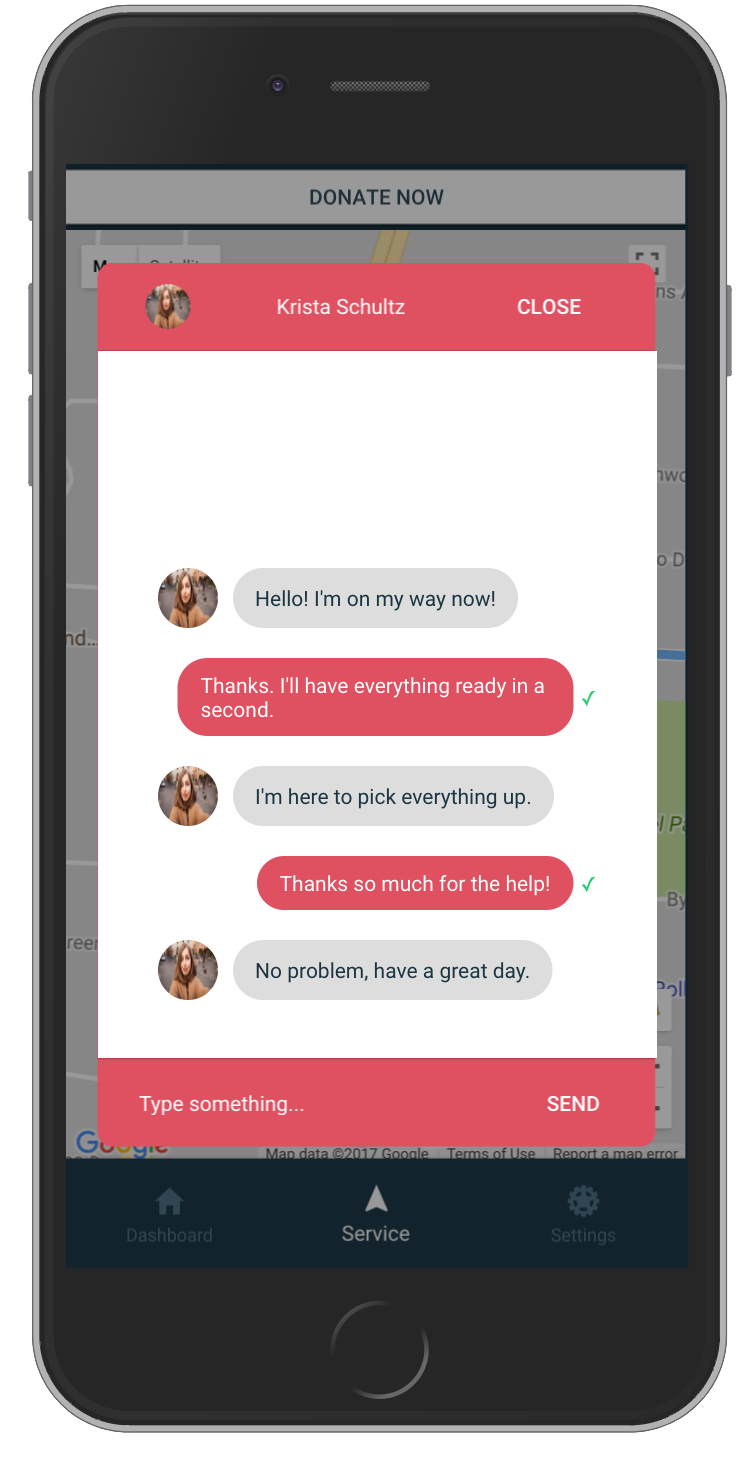 DONATE NOW
Krista Schultz
CLOSE
Hello! I'm on my way now!
Thanks. I'll have everything ready in a
second.
I'm here to pick everything up.
Thanks so much for the help!
No problem, have a great day.
Type something...
SEND
Google
Map data ©2017 Google
Terms of Use
Report a map error
Dashboard
Service
Settings